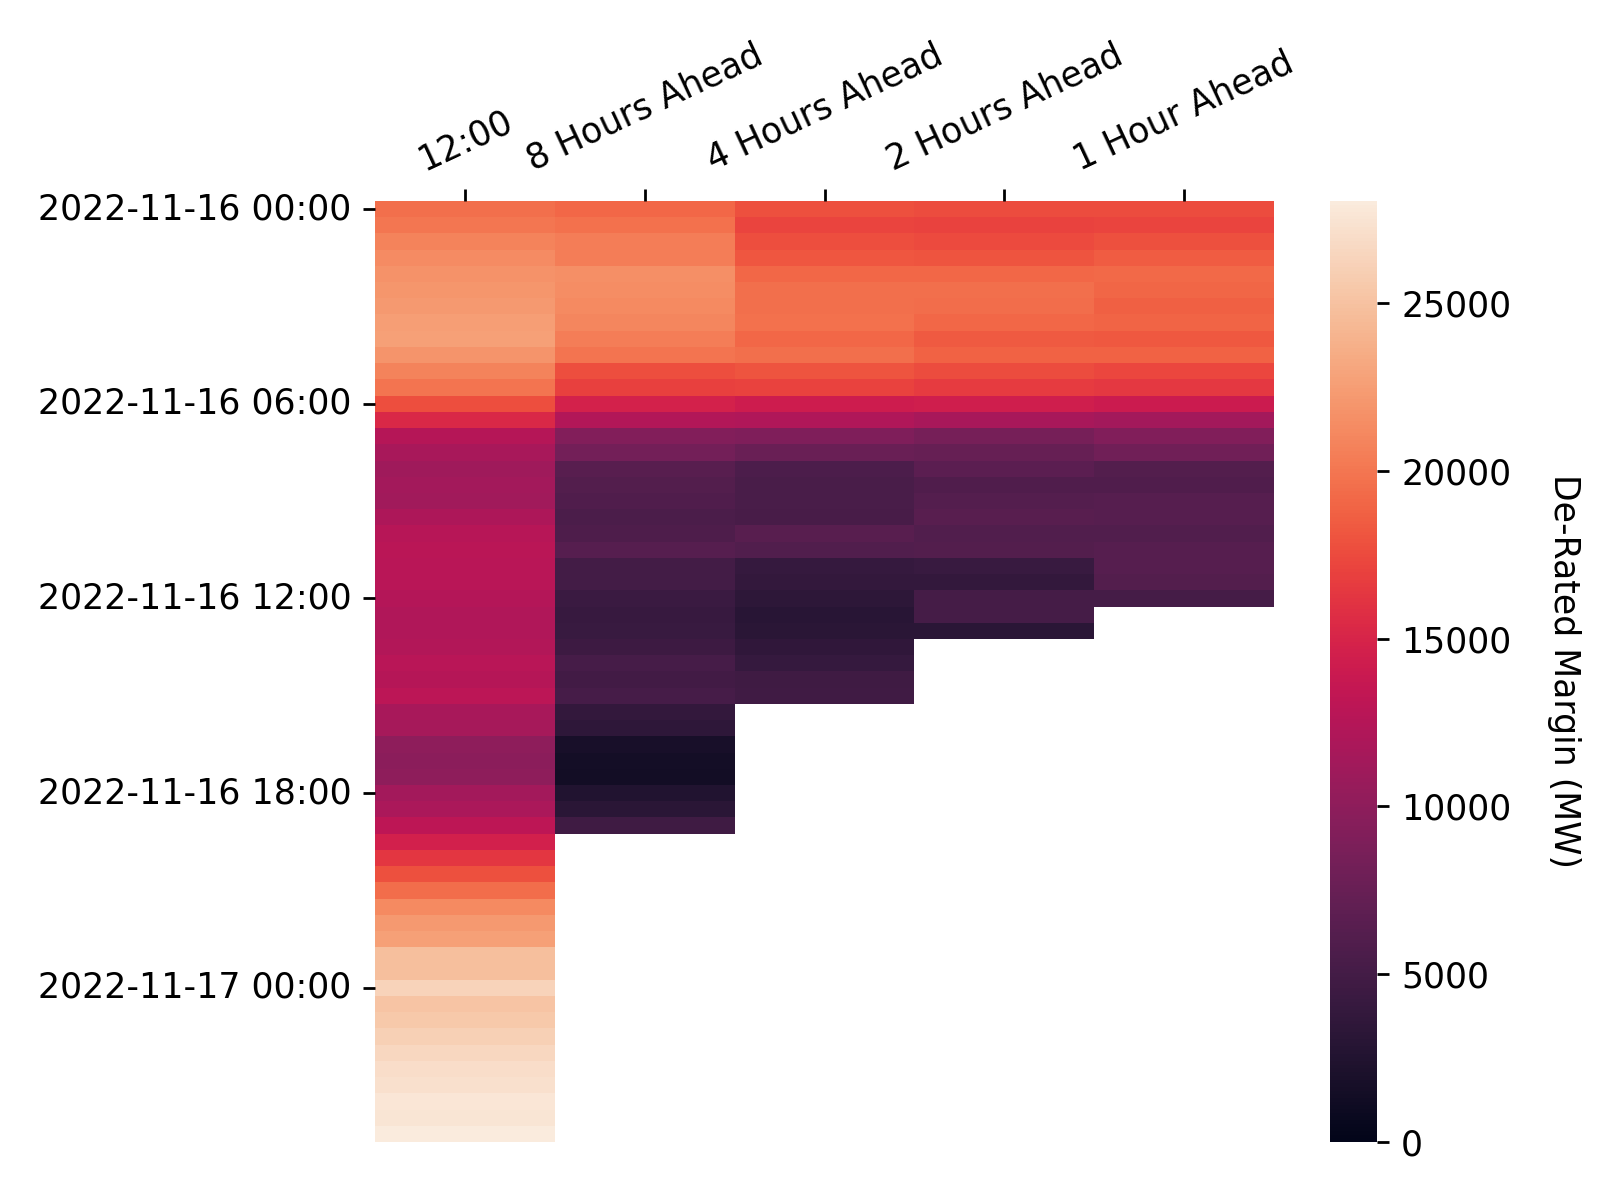 12:00
8 Hours Ahead
4 Hours Ahead
2 Hours Ahead
1 Hour Ahead
2022-11-16 00:00
2022-11-16 06:00
2022-11-16 12:00
2022-11-16 18:00
2022-11-17 00:00
25000
20000
15000
10000
5000
0
De-Rated Margin (MW)